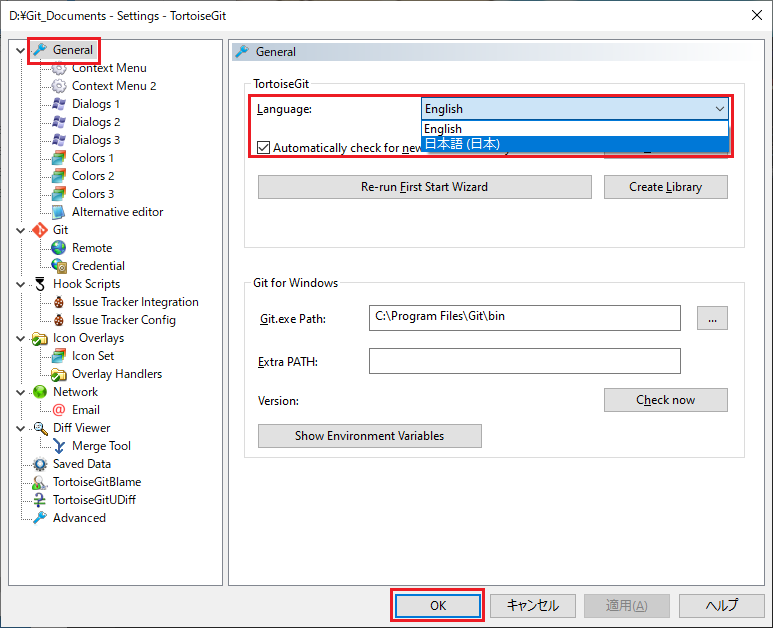 D:¥Git_Documents - Settings - TortoiseGit
General
Context Menu
Context Menu 2
Dialogs 1
Dialogs 2
Dialogs 3
Colors 1
Colors 2
Colors 3
Alternative editor
Git
Remote
Credential
Hook Scripts
Issue Tracker Integration
Issue Tracker Config
Icon Overlays
Icon Set
Overlay Handlers
Network
Email
Diff Viewer
Merge Tool
Saved Data
TortoiseGitBlame
TortoiseGitUDiff
Advanced
General
TortoiseGit
Language:
English
English
日本語 (日本)
Automatically check for new
Re-run First Start Wizard
Create Library
Git for Windows
Git.exe Path:
C:\Program Files\Git\bin
...
Extra PATH:
Version:
Check now
Show Environment Variables
OK
キャンセル
適用(A)
ヘルプ